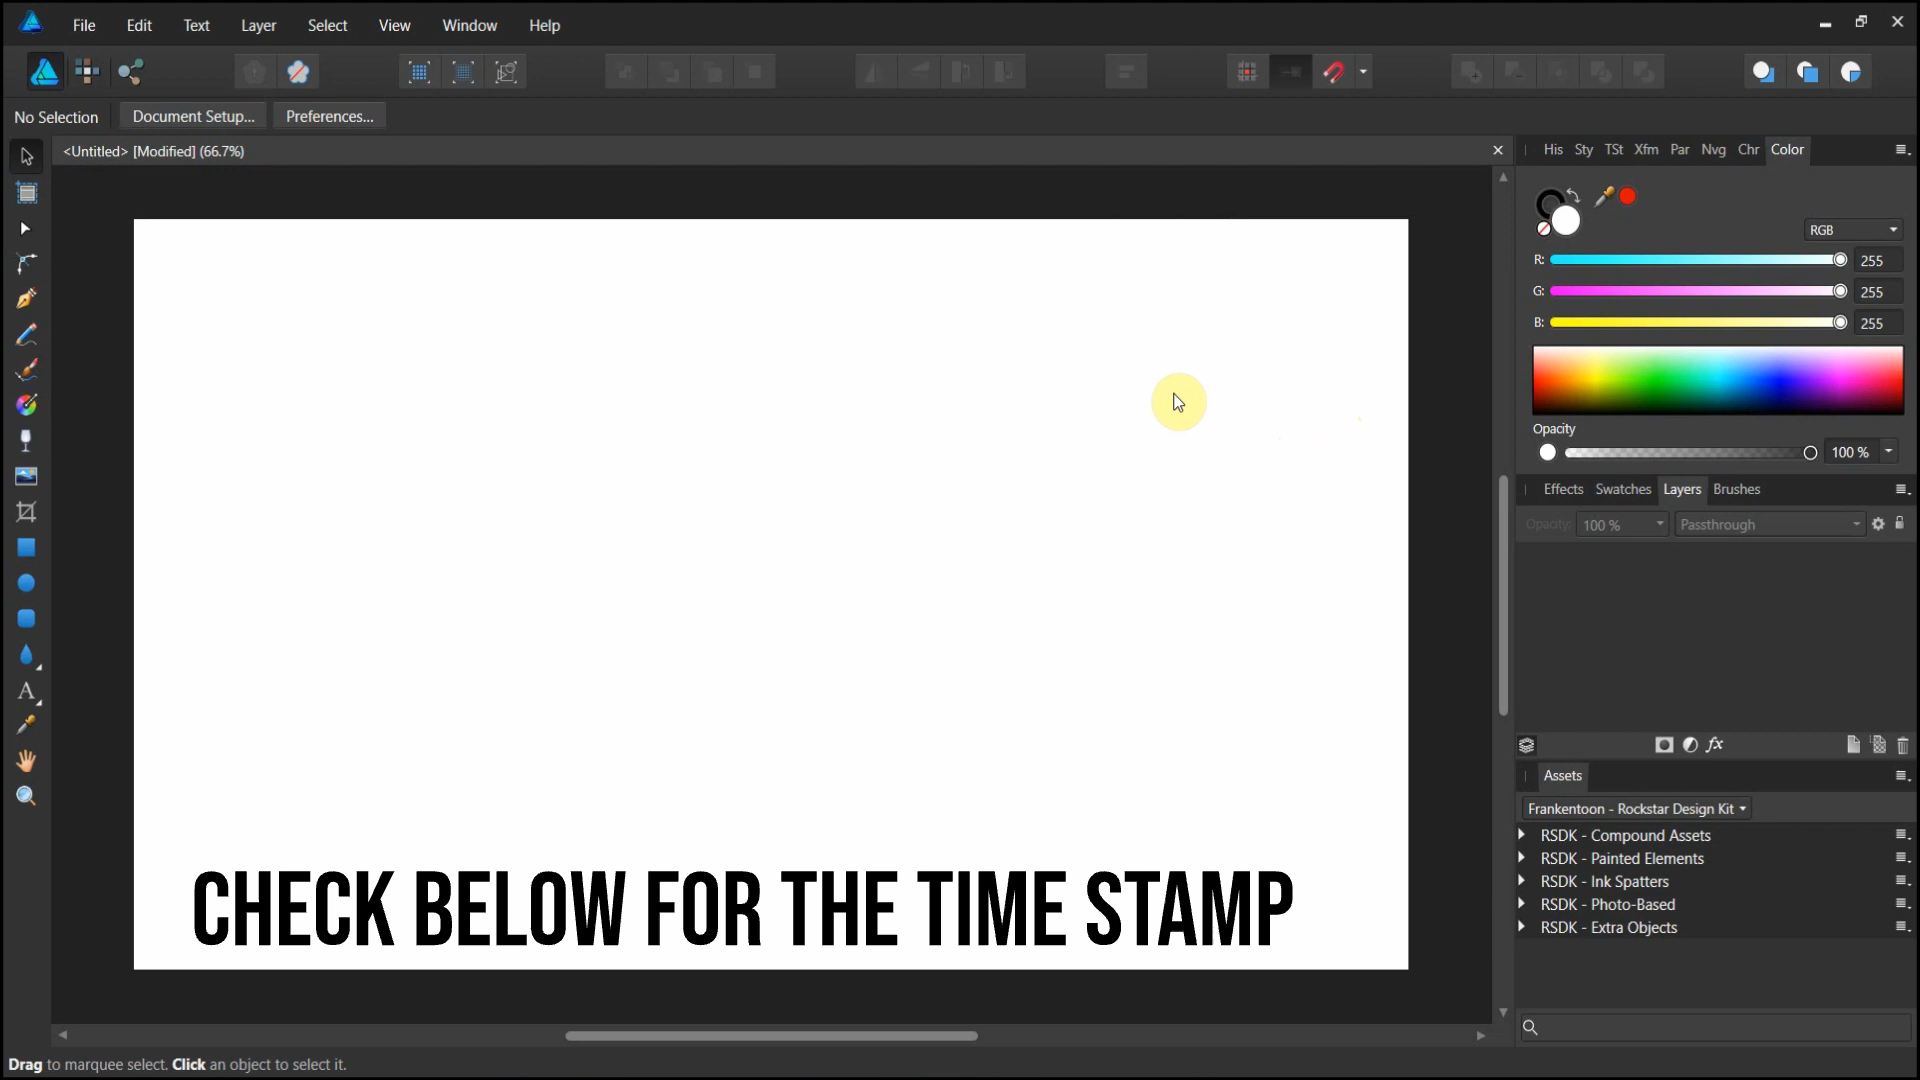 File Edit Text Layer Select View Window Help
No Selection Document Setup... Preferences...
<Untitled> [Modified] (66.7%)
His Sty TSt Xfm Par Nvg Chr Color
RGB
R: 255
G: 255
B: 255
Opacity
100 %
Effects Swatches Layers Brushes
Opacity: 100 % Passthrough
fx
Assets
Frankentoon - Rockstar Design Kit
RSDK - Compound Assets
RSDK - Painted Elements
RSDK - Ink Spatters
RSDK - Photo-Based
RSDK - Extra Objects
CHECK BELOW FOR THE TIME STAMP
Drag to marquee select. Click an object to select it.